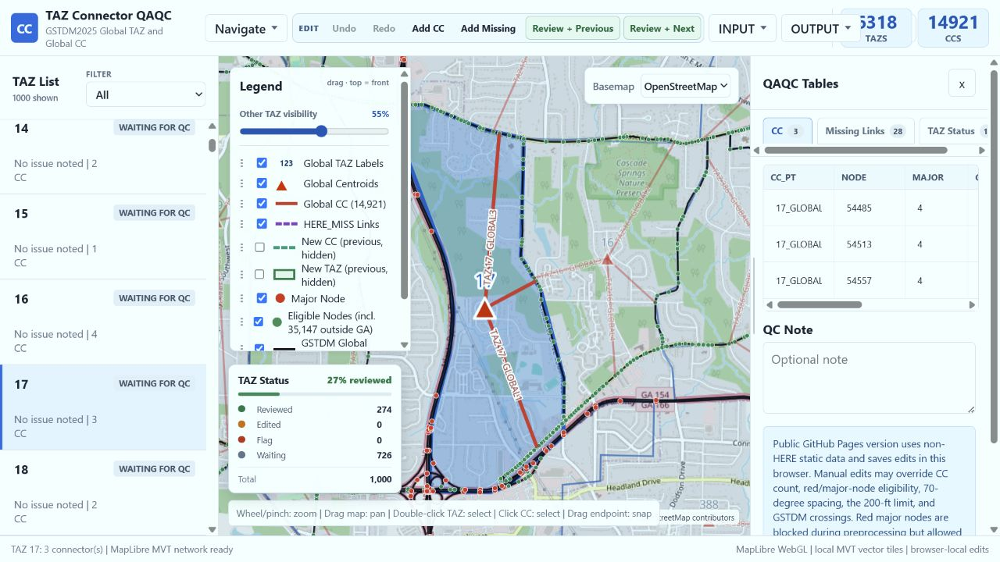 CC
TAZ Connector QAQC
GSTDM2025 Global TAZ and
Global CC
Navigate
EDIT
Undo
Redo
Add CC
Add Missing
Review + Previous
Review + Next
INPUT
OUTPUT
6318
TAZS
14921
CCS
TAZ List
1000 shown
FILTER
All
14
WAITING FOR QC
No issue noted | 2
CC
15
WAITING FOR QC
No issue noted | 1
CC
16
WAITING FOR QC
No issue noted | 4
CC
17
WAITING FOR QC
No issue noted | 3
CC
18
WAITING FOR QC
No issue noted | 2
CC
Legend
drag · top = front
Other TAZ visibility
55%
123 Global TAZ Labels
Global Centroids
Global CC (14,921)
HERE_MISS Links
New CC (previous,
hidden)
New TAZ (previous,
hidden)
Major Node
Eligible Nodes (incl.
35,147 outside GA)
GSTDM Global
TAZ Status
27% reviewed
Reviewed 274
Edited 0
Flag 0
Waiting 726
Total 1,000
Basemap
OpenStreetMap
Cascade
Springs
Nature
Preserve
16
17
TAZ17-GLOBAL3
TAZ17-GLOBAL1
GA 154
GA 166
Headland Drive
Dodson Drive
388
Wheel/pinch: zoom | Drag map: pan | Double-click TAZ: select | Click CC: select | Drag endpoint: snap
reetMap contributors
QAQC Tables
x
CC 3
Missing Links 28
TAZ Status 1
CC_PT NODE MAJOR
17_GLOBAL 54485 4
17_GLOBAL 54513 4
17_GLOBAL 54557 4
QC Note
Optional note
Public GitHub Pages version uses non-
HERE static data and saves edits in this
browser. Manual edits may override CC
count, red/major-node eligibility, 70-
degree spacing, the 200-ft limit, and
GSTDM crossings. Red major nodes are
blocked during preprocessing but allowed
TAZ 17: 3 connector(s) | MapLibre MVT network ready
MapLibre WebGL | local MVT vector tiles | browser-local edits